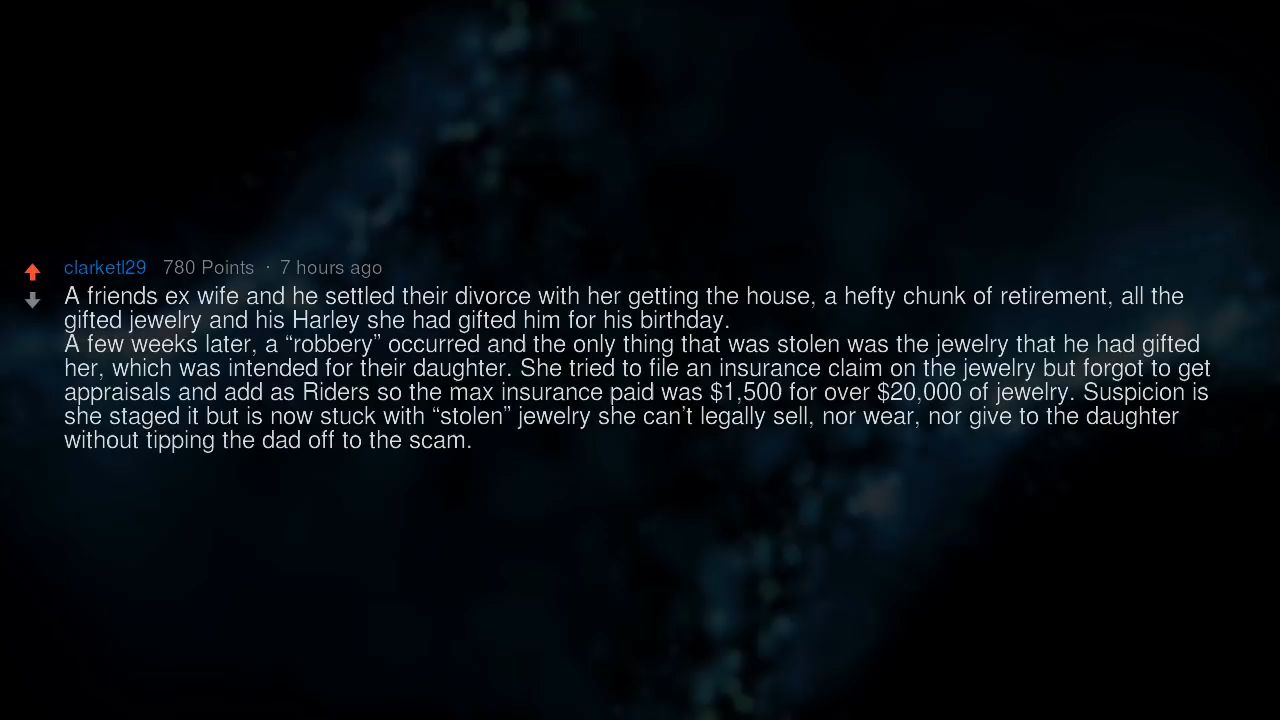 clarketl29 780 Points · 7 hours ago
A friends ex wife and he settled their divorce with her getting the house, a hefty chunk of retirement, all the
gifted jewelry and his Harley she had gifted him for his birthday.
A few weeks later, a “robbery” occurred and the only thing that was stolen was the jewelry that he had gifted
her, which was intended for their daughter. She tried to file an insurance claim on the jewelry but forgot to get
appraisals and add as Riders so the max insurance paid was $1,500 for over $20,000 of jewelry. Suspicion is
she staged it but is now stuck with “stolen” jewelry she can’t legally sell, nor wear, nor give to the daughter
without tipping the dad off to the scam.